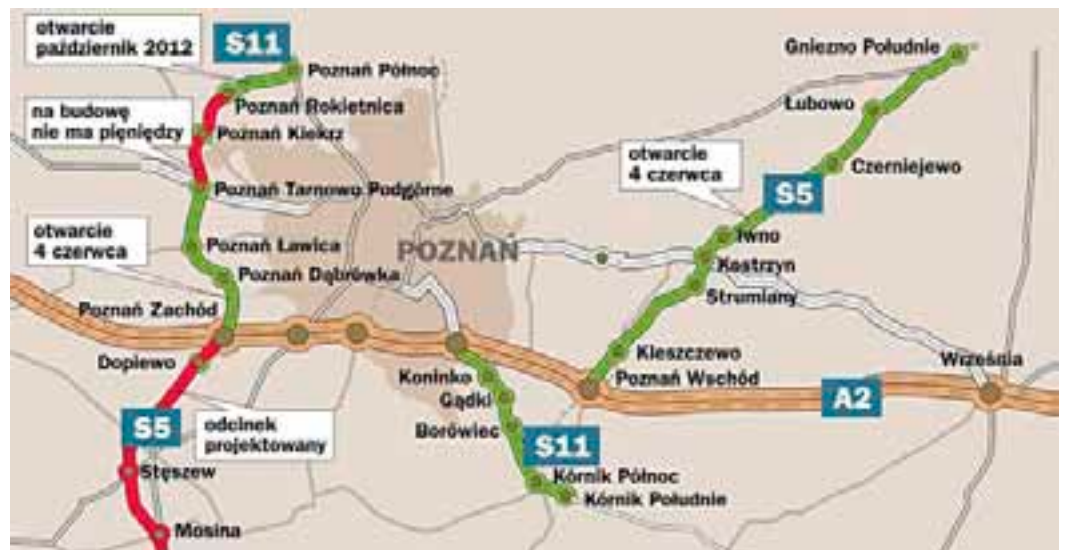 otwarcie
październik 2012
S11
Poznań Północ
Gniezno Południe
Poznań Rokietnica
Łubowo
na budowę
nie ma pieniędzy
Poznań Kiekrz
otwarcie
4 czerwca
Czerniejewo
Poznań Tarnowo Podgórne
S5
otwarcie
4 czerwca
Poznań Ławica
POZNAŃ
Iwno
Kostrzyn
Poznań Dąbrówka
Strumiany
Poznań Zachód
Dopiewo
Kleszczewo
Września
Koninko
Poznań Wschód
Gądki
A2
S5
odcinek
projektowany
Borówiec
S11
Stęszew
Kórnik Północ
Kórnik Południe
Mosina